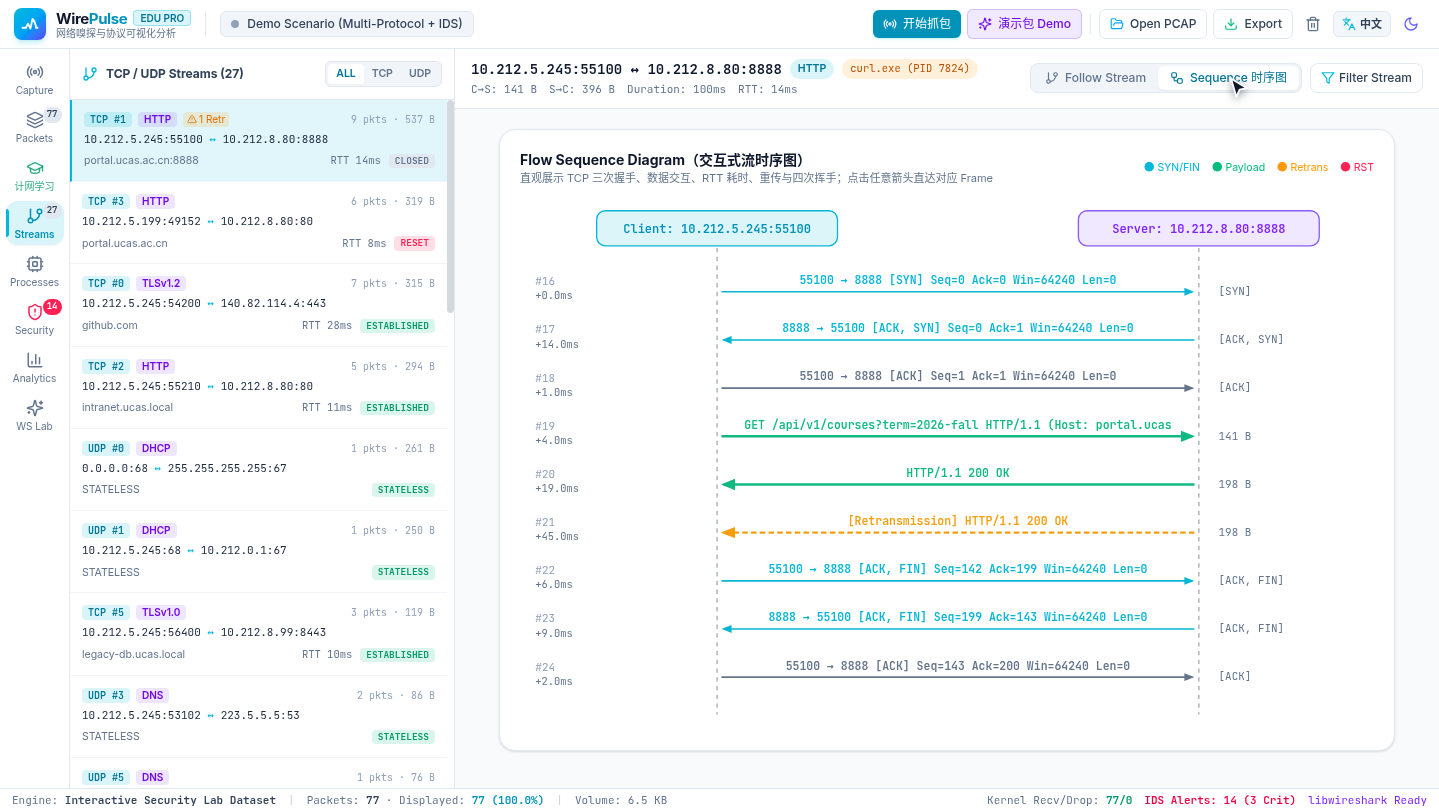 WirePulse EDU PRO
网络嗅探与协议可视化分析
Demo Scenario (Multi-Protocol + IDS)
开始抓包
演示包 Demo
Open PCAP
Export
中文
Capture
77
Packets
计网学习
27
Streams
Processes
14
Security
Analytics
WS Lab
TCP / UDP Streams (27)
ALL TCP UDP
TCP #1 HTTP 1 Retr 9 pkts · 537 B
10.212.5.245:55100 ↔ 10.212.8.80:8888
portal.ucas.ac.cn:8888 RTT 14ms CLOSED
TCP #3 HTTP 6 pkts · 319 B
10.212.5.199:49152 ↔ 10.212.8.80:80
portal.ucas.ac.cn RTT 8ms RESET
TCP #0 TLSv1.2 7 pkts · 315 B
10.212.5.245:54200 ↔ 140.82.114.4:443
github.com RTT 28ms ESTABLISHED
TCP #2 HTTP 5 pkts · 294 B
10.212.5.245:55210 ↔ 10.212.8.80:80
intranet.ucas.local RTT 11ms ESTABLISHED
UDP #0 DHCP 1 pkts · 261 B
0.0.0.0:68 ↔ 255.255.255.255:67
STATELESS STATELESS
UDP #1 DHCP 1 pkts · 250 B
10.212.5.245:68 ↔ 10.212.0.1:67
STATELESS STATELESS
TCP #5 TLSv1.0 3 pkts · 119 B
10.212.5.245:56400 ↔ 10.212.8.99:8443
legacy-db.ucas.local RTT 10ms ESTABLISHED
UDP #3 DNS 2 pkts · 86 B
10.212.5.245:53102 ↔ 223.5.5.5:53
STATELESS STATELESS
UDP #5 DNS 1 pkts · 76 B
10.212.5.245:55100 ↔ 10.212.8.80:8888 HTTP curl.exe (PID 7824)
C→S: 141 B S→C: 396 B Duration: 100ms RTT: 14ms
Follow Stream
Sequence 时序图
Filter Stream
Flow Sequence Diagram（交互式流时序图）
直观展示 TCP 三次握手、数据交互、RTT 耗时、重传与四次挥手；点击任意箭头直达对应 Frame
SYN/FIN Payload Retrans RST
Client: 10.212.5.245:55100
Server: 10.212.8.80:8888
#16 55100 → 8888 [SYN] Seq=0 Ack=0 Win=64240 Len=0
+0.0ms [SYN]
#17 8888 → 55100 [ACK, SYN] Seq=0 Ack=1 Win=64240 Len=0
+14.0ms [ACK, SYN]
#18 55100 → 8888 [ACK] Seq=1 Ack=1 Win=64240 Len=0
+1.0ms [ACK]
#19 GET /api/v1/courses?term=2026-fall HTTP/1.1 (Host: portal.ucas
+4.0ms 141 B
#20 HTTP/1.1 200 OK
+19.0ms 198 B
#21 [Retransmission] HTTP/1.1 200 OK
+45.0ms 198 B
#22 55100 → 8888 [ACK, FIN] Seq=142 Ack=199 Win=64240 Len=0
+6.0ms [ACK, FIN]
#23 8888 → 55100 [ACK, FIN] Seq=199 Ack=143 Win=64240 Len=0
+9.0ms [ACK, FIN]
#24 55100 → 8888 [ACK] Seq=143 Ack=200 Win=64240 Len=0
+2.0ms [ACK]
Engine: Interactive Security Lab Dataset | Packets: 77 · Displayed: 77 (100.0%) | Volume: 6.5 KB
Kernel Recv/Drop: 77/0 IDS Alerts: 14 (3 Crit) libwireshark Ready